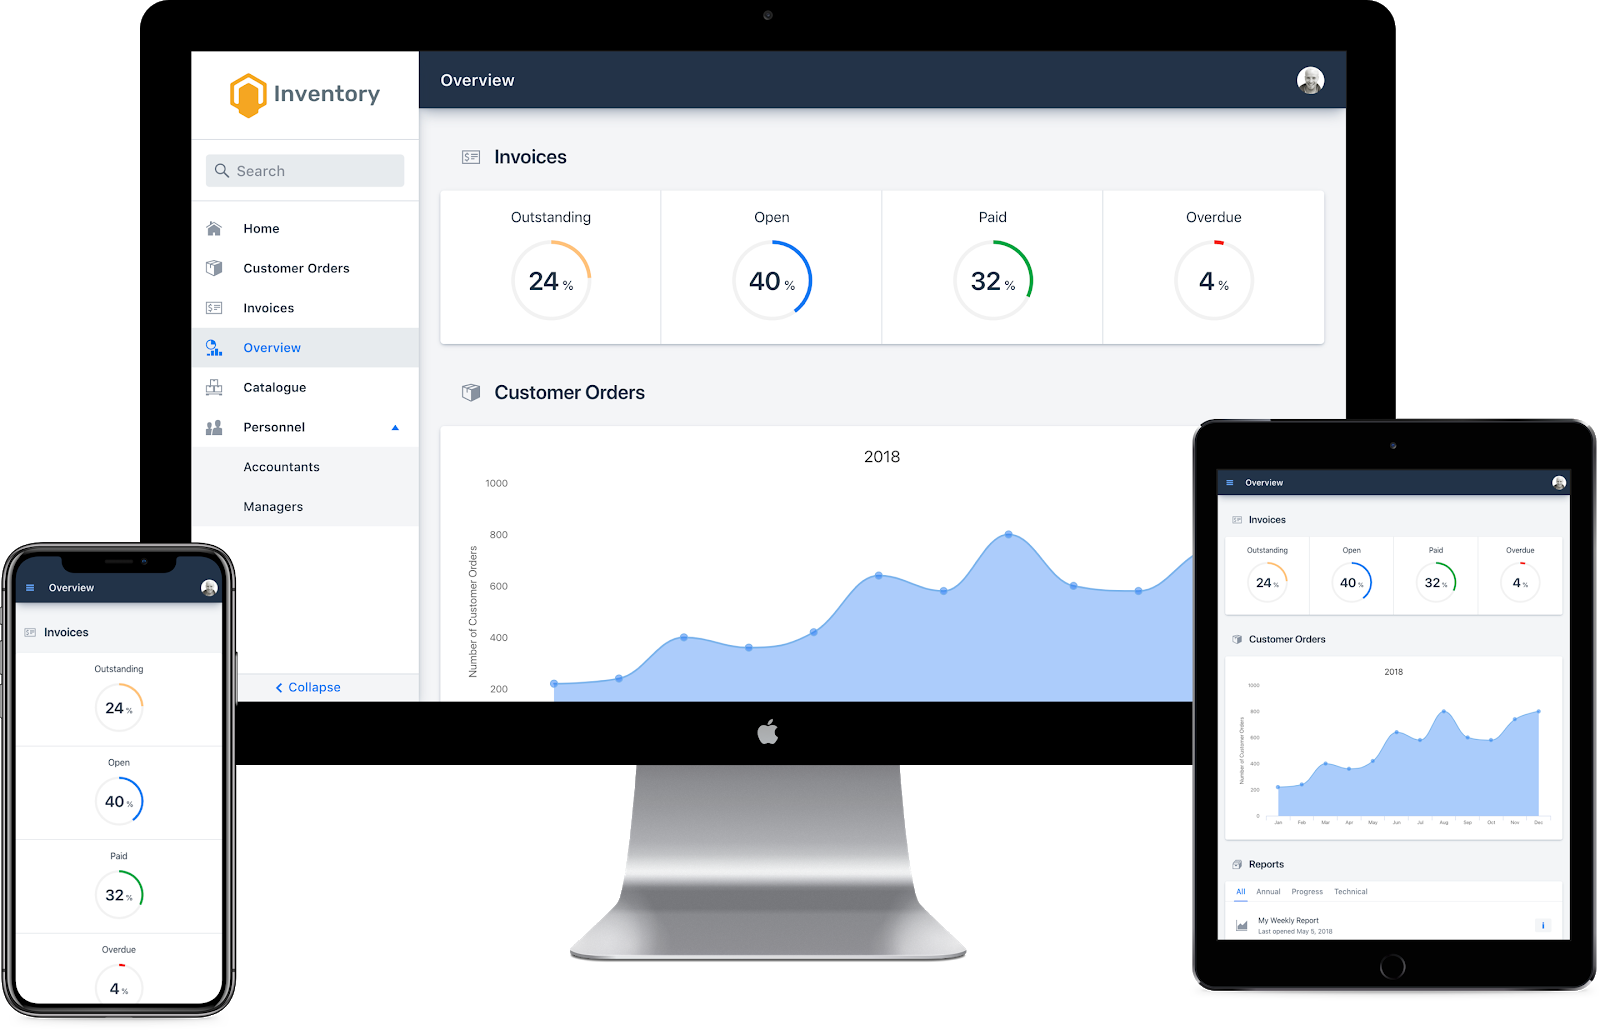 Inventory
Search
Home
Customer Orders
Invoices
Overview
Catalogue
Personnel
Accountants
Managers
Collapse
Overview
Invoices
Outstanding
24 %
Open
40 %
Paid
32 %
Overdue
4 %
Customer Orders
2018
Number of Customer Orders
1000
800
600
400
200
Overview
Invoices
Outstanding
24 %
Open
40 %
Paid
32 %
Overdue
4 %
Overview
Invoices
Outstanding
24 %
Open
40 %
Paid
32 %
Overdue
4 %
Customer Orders
2018
Number of Customer Orders
1000
800
600
400
200
0
Jan Feb Mar Apr May Jun Jul Aug Sep Oct Nov Dec
Reports
All Annual Progress Technical
My Weekly Report
Last opened May 5, 2018